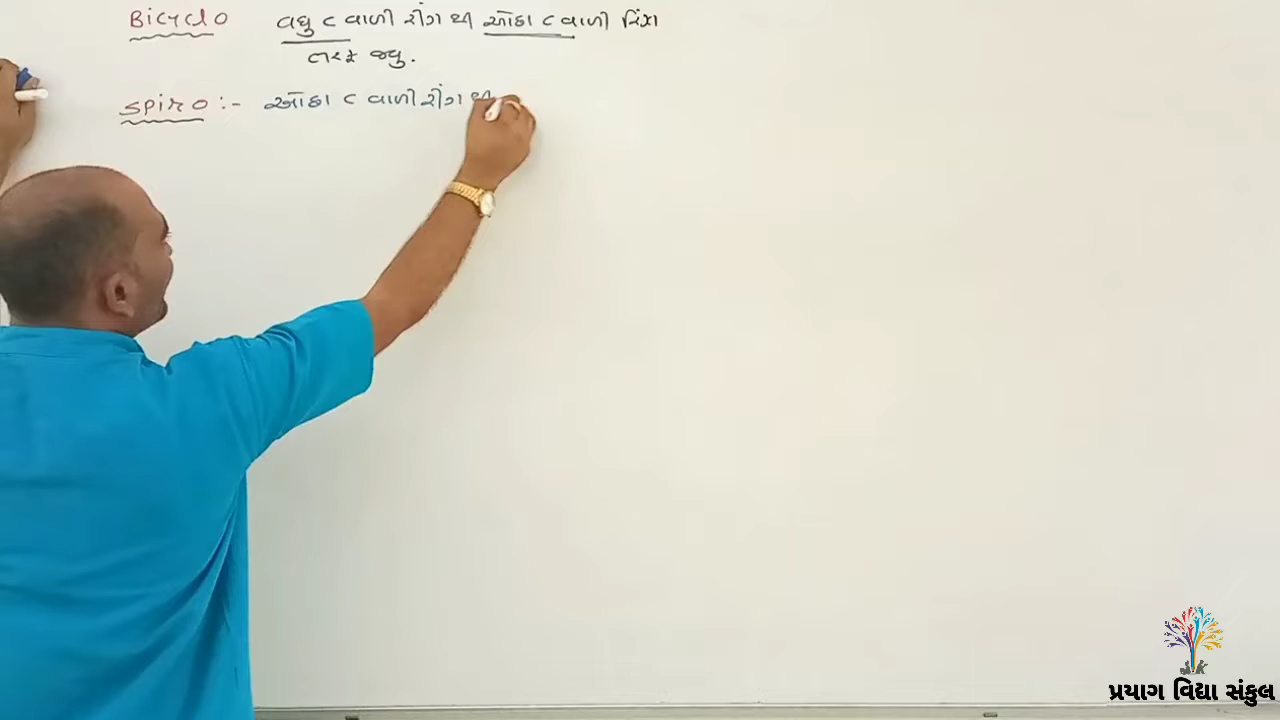 Bicyclo વધુ C વાળી રીંગ થી ઓછા C વાળી રિંગ
તરફ જવુ.
spiro :- ઓછા C વાળી રીંગ થી
પ્રયાગ વિદ્યા સંકુલ